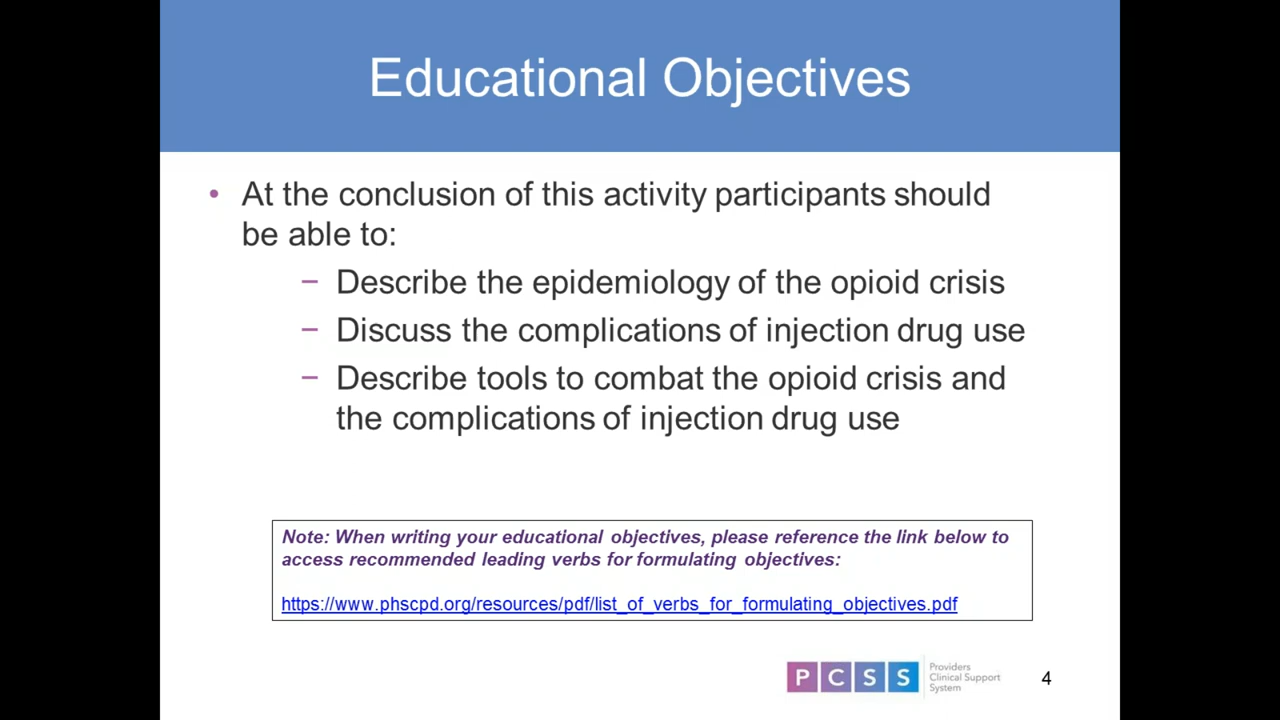 Educational Objectives
• At the conclusion of this activity participants should
be able to:
− Describe the epidemiology of the opioid crisis
− Discuss the complications of injection drug use
− Describe tools to combat the opioid crisis and
the complications of injection drug use
Note: When writing your educational objectives, please reference the link below to
access recommended leading verbs for formulating objectives:
https://www.phscpd.org/resources/pdf/list_of_verbs_for_formulating_objectives.pdf
PCSS
Providers
Clinical Support
System
4